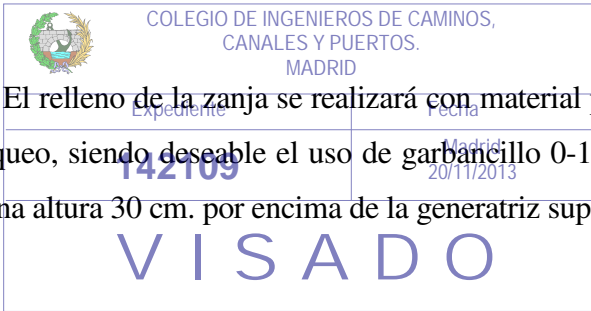 COLEGIO DE INGENIEROS DE CAMINOS,
CANALES Y PUERTOS.
MADRID
El relleno de la zanja se realizará con material
Expediente Fecha
queo, siendo deseable el uso de garbancillo 0-1
142109 Madrid
20/11/2013
na altura 30 cm. por encima de la generatriz sup
VISADO